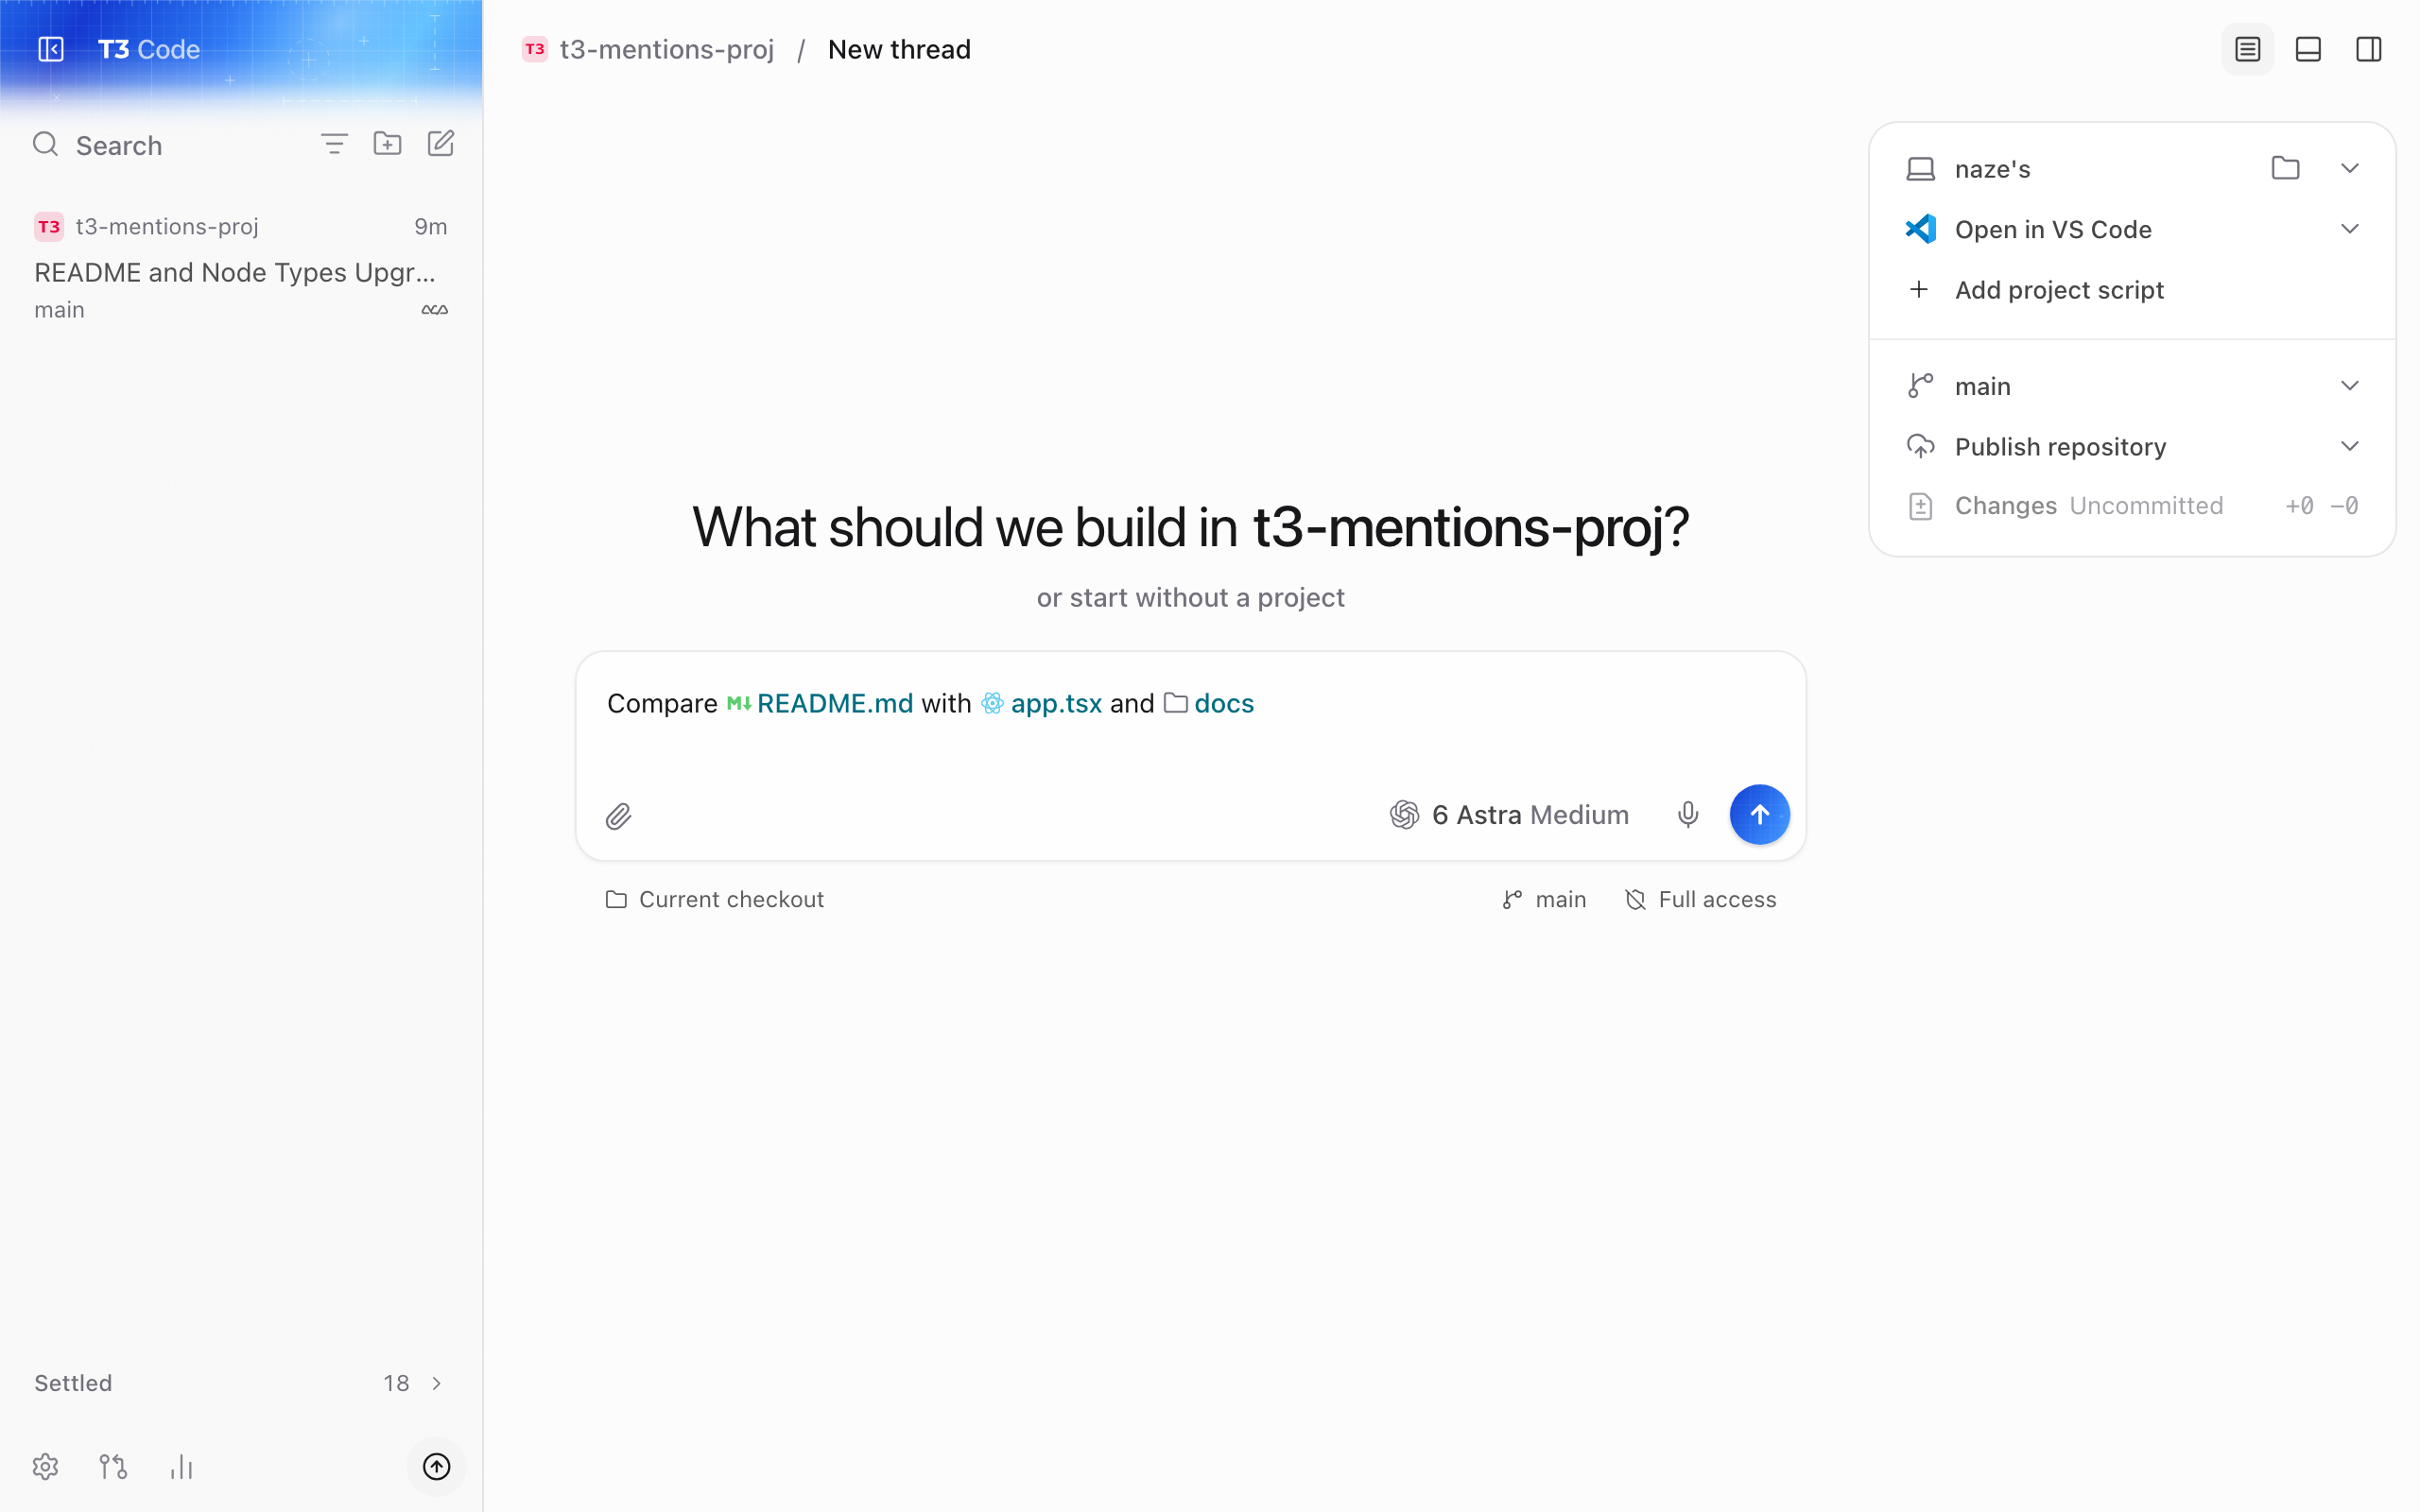 T3 Code
Search
T3 t3-mentions-proj 9m
README and Node Types Upgr...
main
Settled 18
T3 t3-mentions-proj / New thread
What should we build in t3-mentions-proj?
or start without a project
Compare M↓ README.md with app.tsx and docs
6 Astra Medium
Current checkout main Full access
naze's
Open in VS Code
Add project script
main
Publish repository
Changes Uncommitted +0 −0